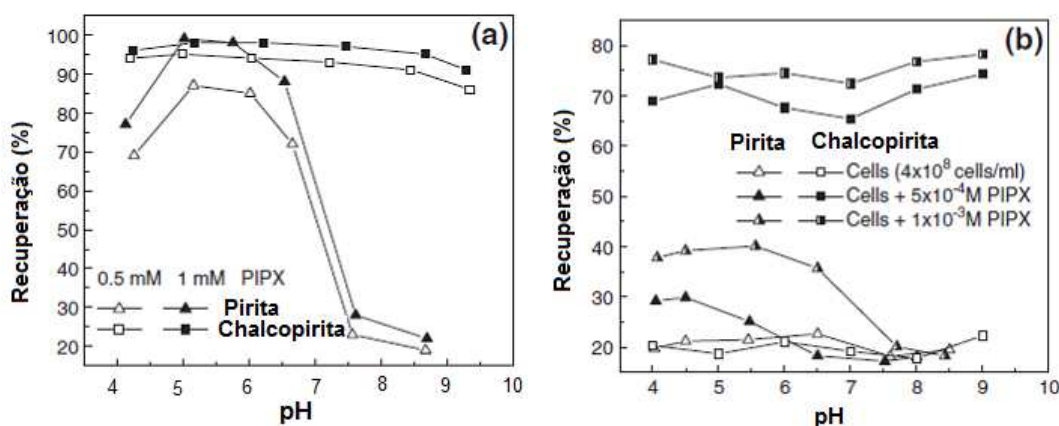 (a)
Recuperação (%)
100
90
80
70
60
50
40
30
20
0.5 mM 1 mM PIPX
Pirita
Chalcopirita
4 5 6 7 8 9 10
pH
(b)
Recuperação (%)
80
70
60
50
40
30
20
Pirita Chalcopirita
Cells (4x10⁸ cells/ml)
Cells + 5x10⁻⁴M PIPX
Cells + 1x10⁻³M PIPX
4 5 6 7 8 9 10
pH